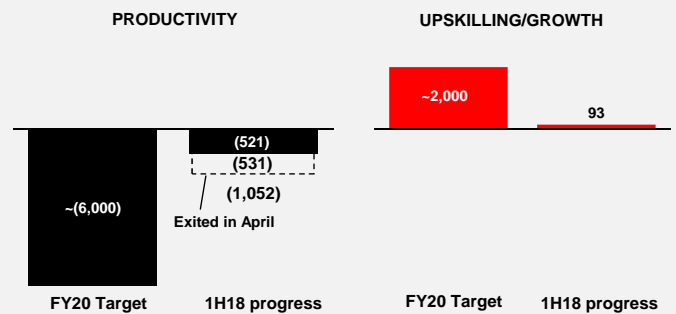 PRODUCTIVITY
UPSKILLING/GROWTH
~2,000
93
(521)
(531)
(1,052)
~(6,000)
Exited in April
FY20 Target
1H18 progress
FY20 Target
1H18 progress